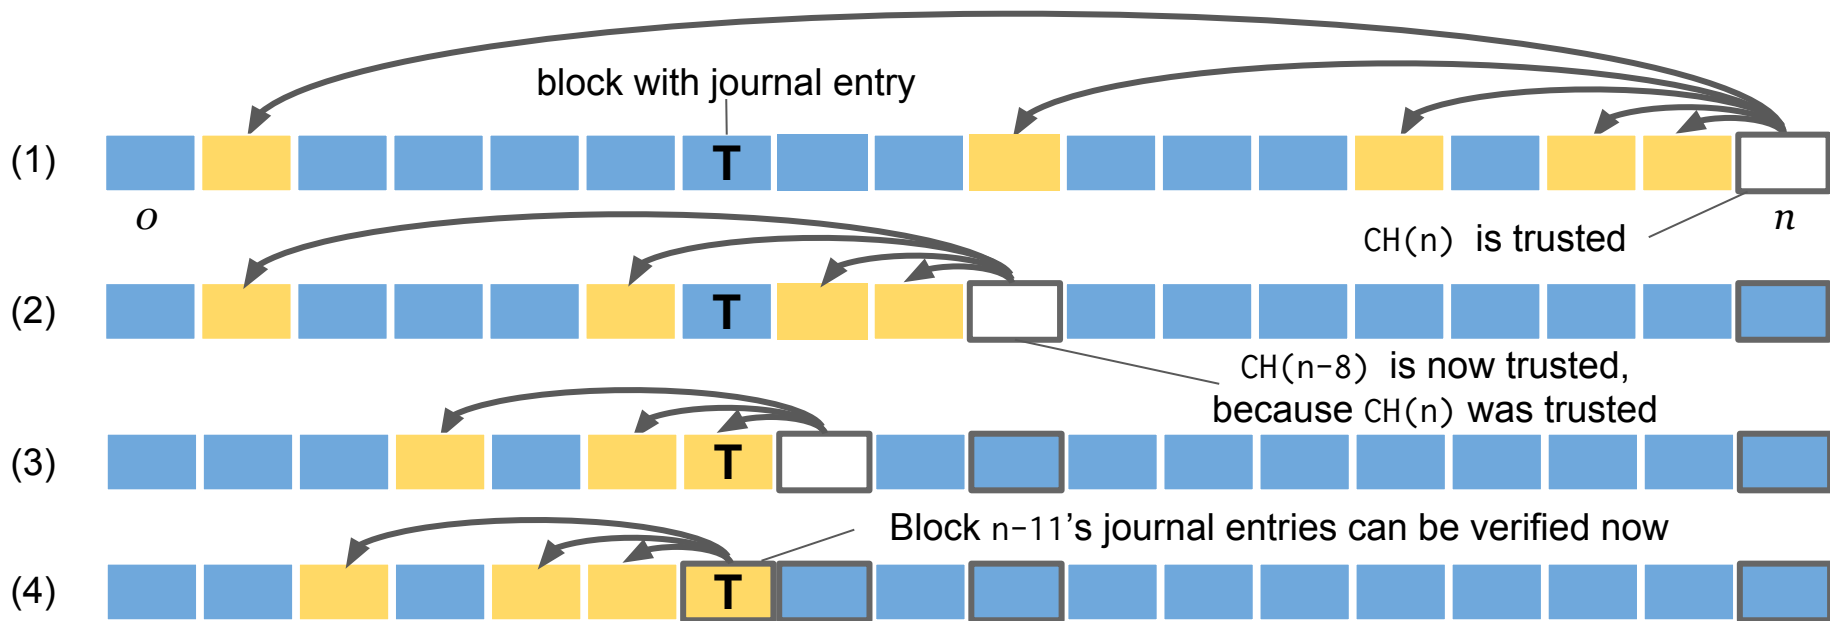 block with journal entry
(1)
T
o
n
CH(n) is trusted
(2)
T
CH(n-8) is now trusted,
because CH(n) was trusted
(3)
T
Block n-11's journal entries can be verified now
(4)
T